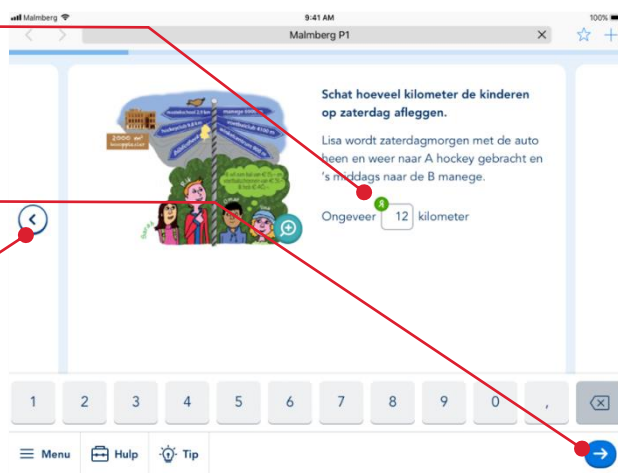 Malmberg
9:41 AM
100%
Malmberg P1
Schat hoeveel kilometer de kinderen
op zaterdag afleggen.
Lisa wordt zaterdagmorgen met de auto
heen en weer naar A hockey gebracht en
's middags naar de B manege.
Ongeveer 12 kilometer
2000 m²
1 2 3 4 5 6 7 8 9 0 ,
Menu Hulp Tip